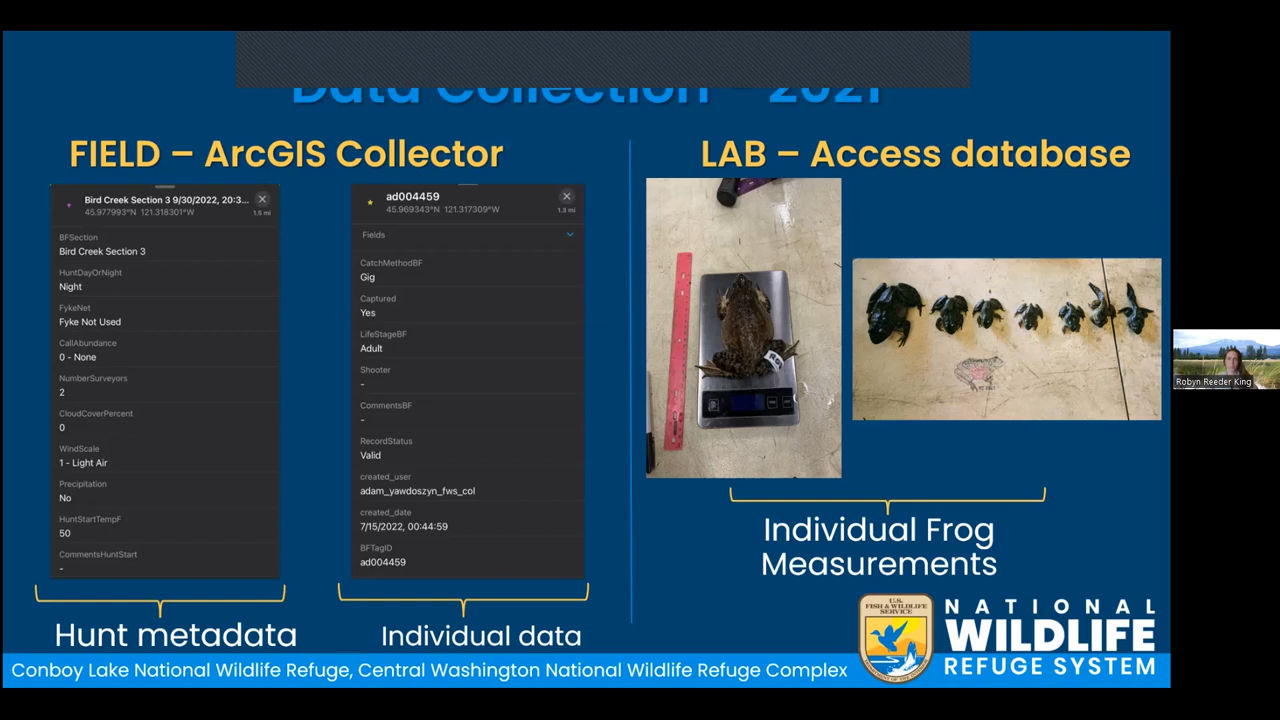 Data Collection - 2021
FIELD – ArcGIS Collector
LAB – Access database
Bird Creek Section 3 9/30/2022, 20:3...
45.977993°N 121.318301°W
1.5 mi
BFSection
Bird Creek Section 3
HuntDayOrNight
Night
FykeNet
Fyke Not Used
CallAbundance
0 - None
NumberSurveyors
2
CloudCoverPercent
0
WindScale
1 - Light Air
Precipitation
No
HuntStartTempF
50
CommentsHuntStart
-
ad004459
45.969343°N 121.317309°W
1.3 mi
Fields
CatchMethodBF
Gig
Captured
Yes
LifeStageBF
Adult
Shooter
-
CommentsBF
-
RecordStatus
Valid
created_user
adam_yawdoszyn_fws_col
created_date
7/15/2022, 00:44:59
BFTagID
ad004459
Hunt metadata
Individual data
Individual Frog
Measurements
U.S.
FISH & WILDLIFE
SERVICE
NATIONAL
WILDLIFE
REFUGE SYSTEM
Conboy Lake National Wildlife Refuge, Central Washington National Wildlife Refuge Complex
Robyn Reeder King